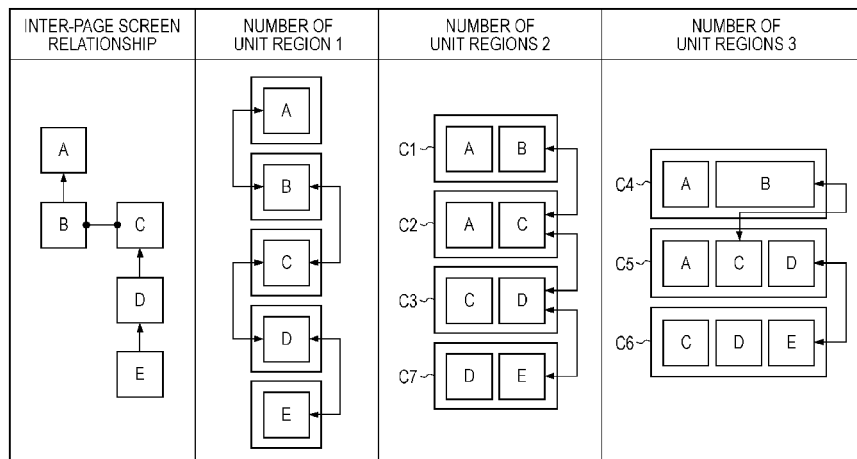 INTER-PAGE SCREEN
RELATIONSHIP
NUMBER OF
UNIT REGION 1
NUMBER OF
UNIT REGIONS 2
NUMBER OF
UNIT REGIONS 3
A
B C
D
E
A
B
C
D
E
C1 A B
C2 A C
C3 C D
C7 D E
C4 A B
C5 A C D
C6 C D E